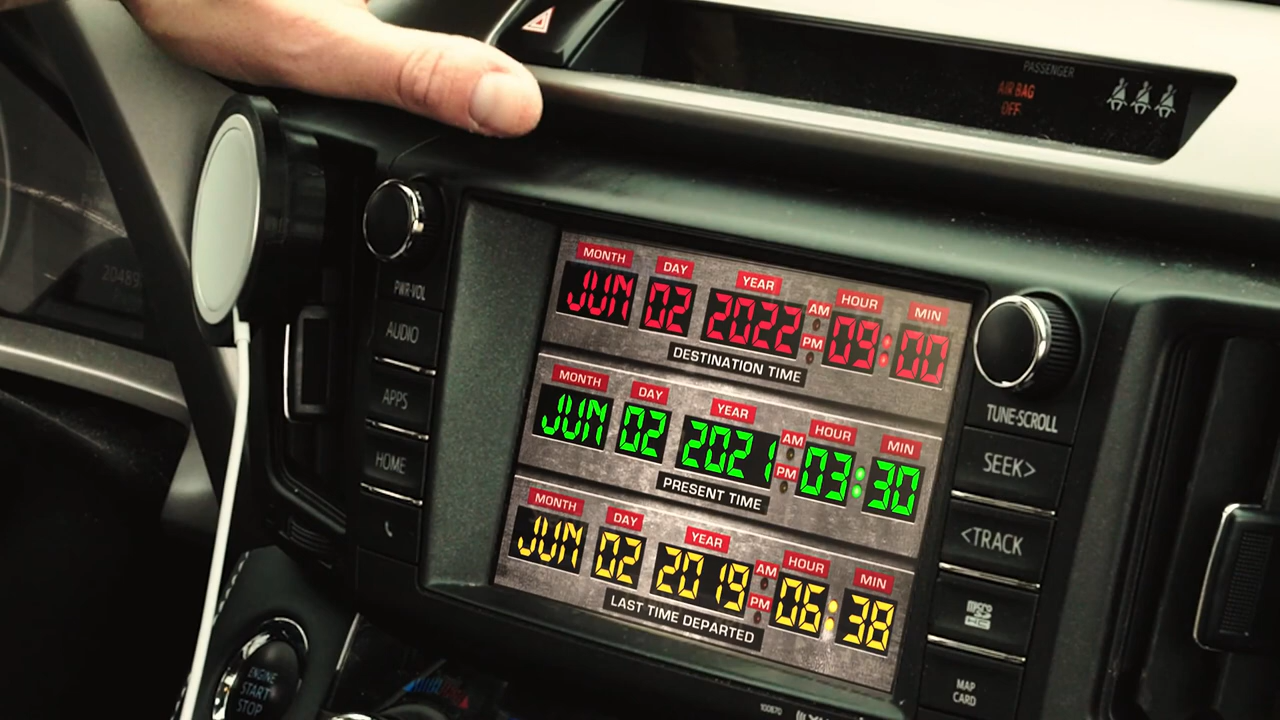 PASSENGER
AIR BAG
OFF
PWR·VOL
AUDIO
APPS
HOME
MONTH DAY YEAR AM HOUR MIN
JUN 02 2022 PM 09:00
DESTINATION TIME
MONTH DAY YEAR AM HOUR MIN
JUN 02 2021 PM 03:30
PRESENT TIME
MONTH DAY YEAR AM HOUR MIN
JUN 02 2019 PM 06:38
LAST TIME DEPARTED
TUNE·SCROLL
SEEK>
<TRACK
MAP
CARD
ENGINE
START
STOP
100670